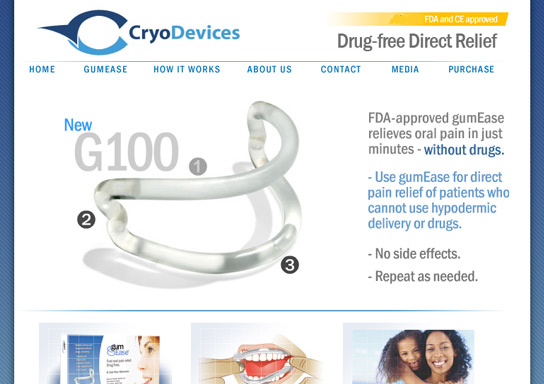 CryoDevices
FDA and CE approved
Drug-free Direct Relief
HOME GUMEASE HOW IT WORKS ABOUT US CONTACT MEDIA PURCHASE
New
G100
1
2
3
FDA-approved gumEase
relieves oral pain in just
minutes - without drugs.
- Use gumEase for direct
pain relief of patients who
cannot use hypodermic
delivery or drugs.
- No side effects.
- Repeat as needed.
gum
EASE